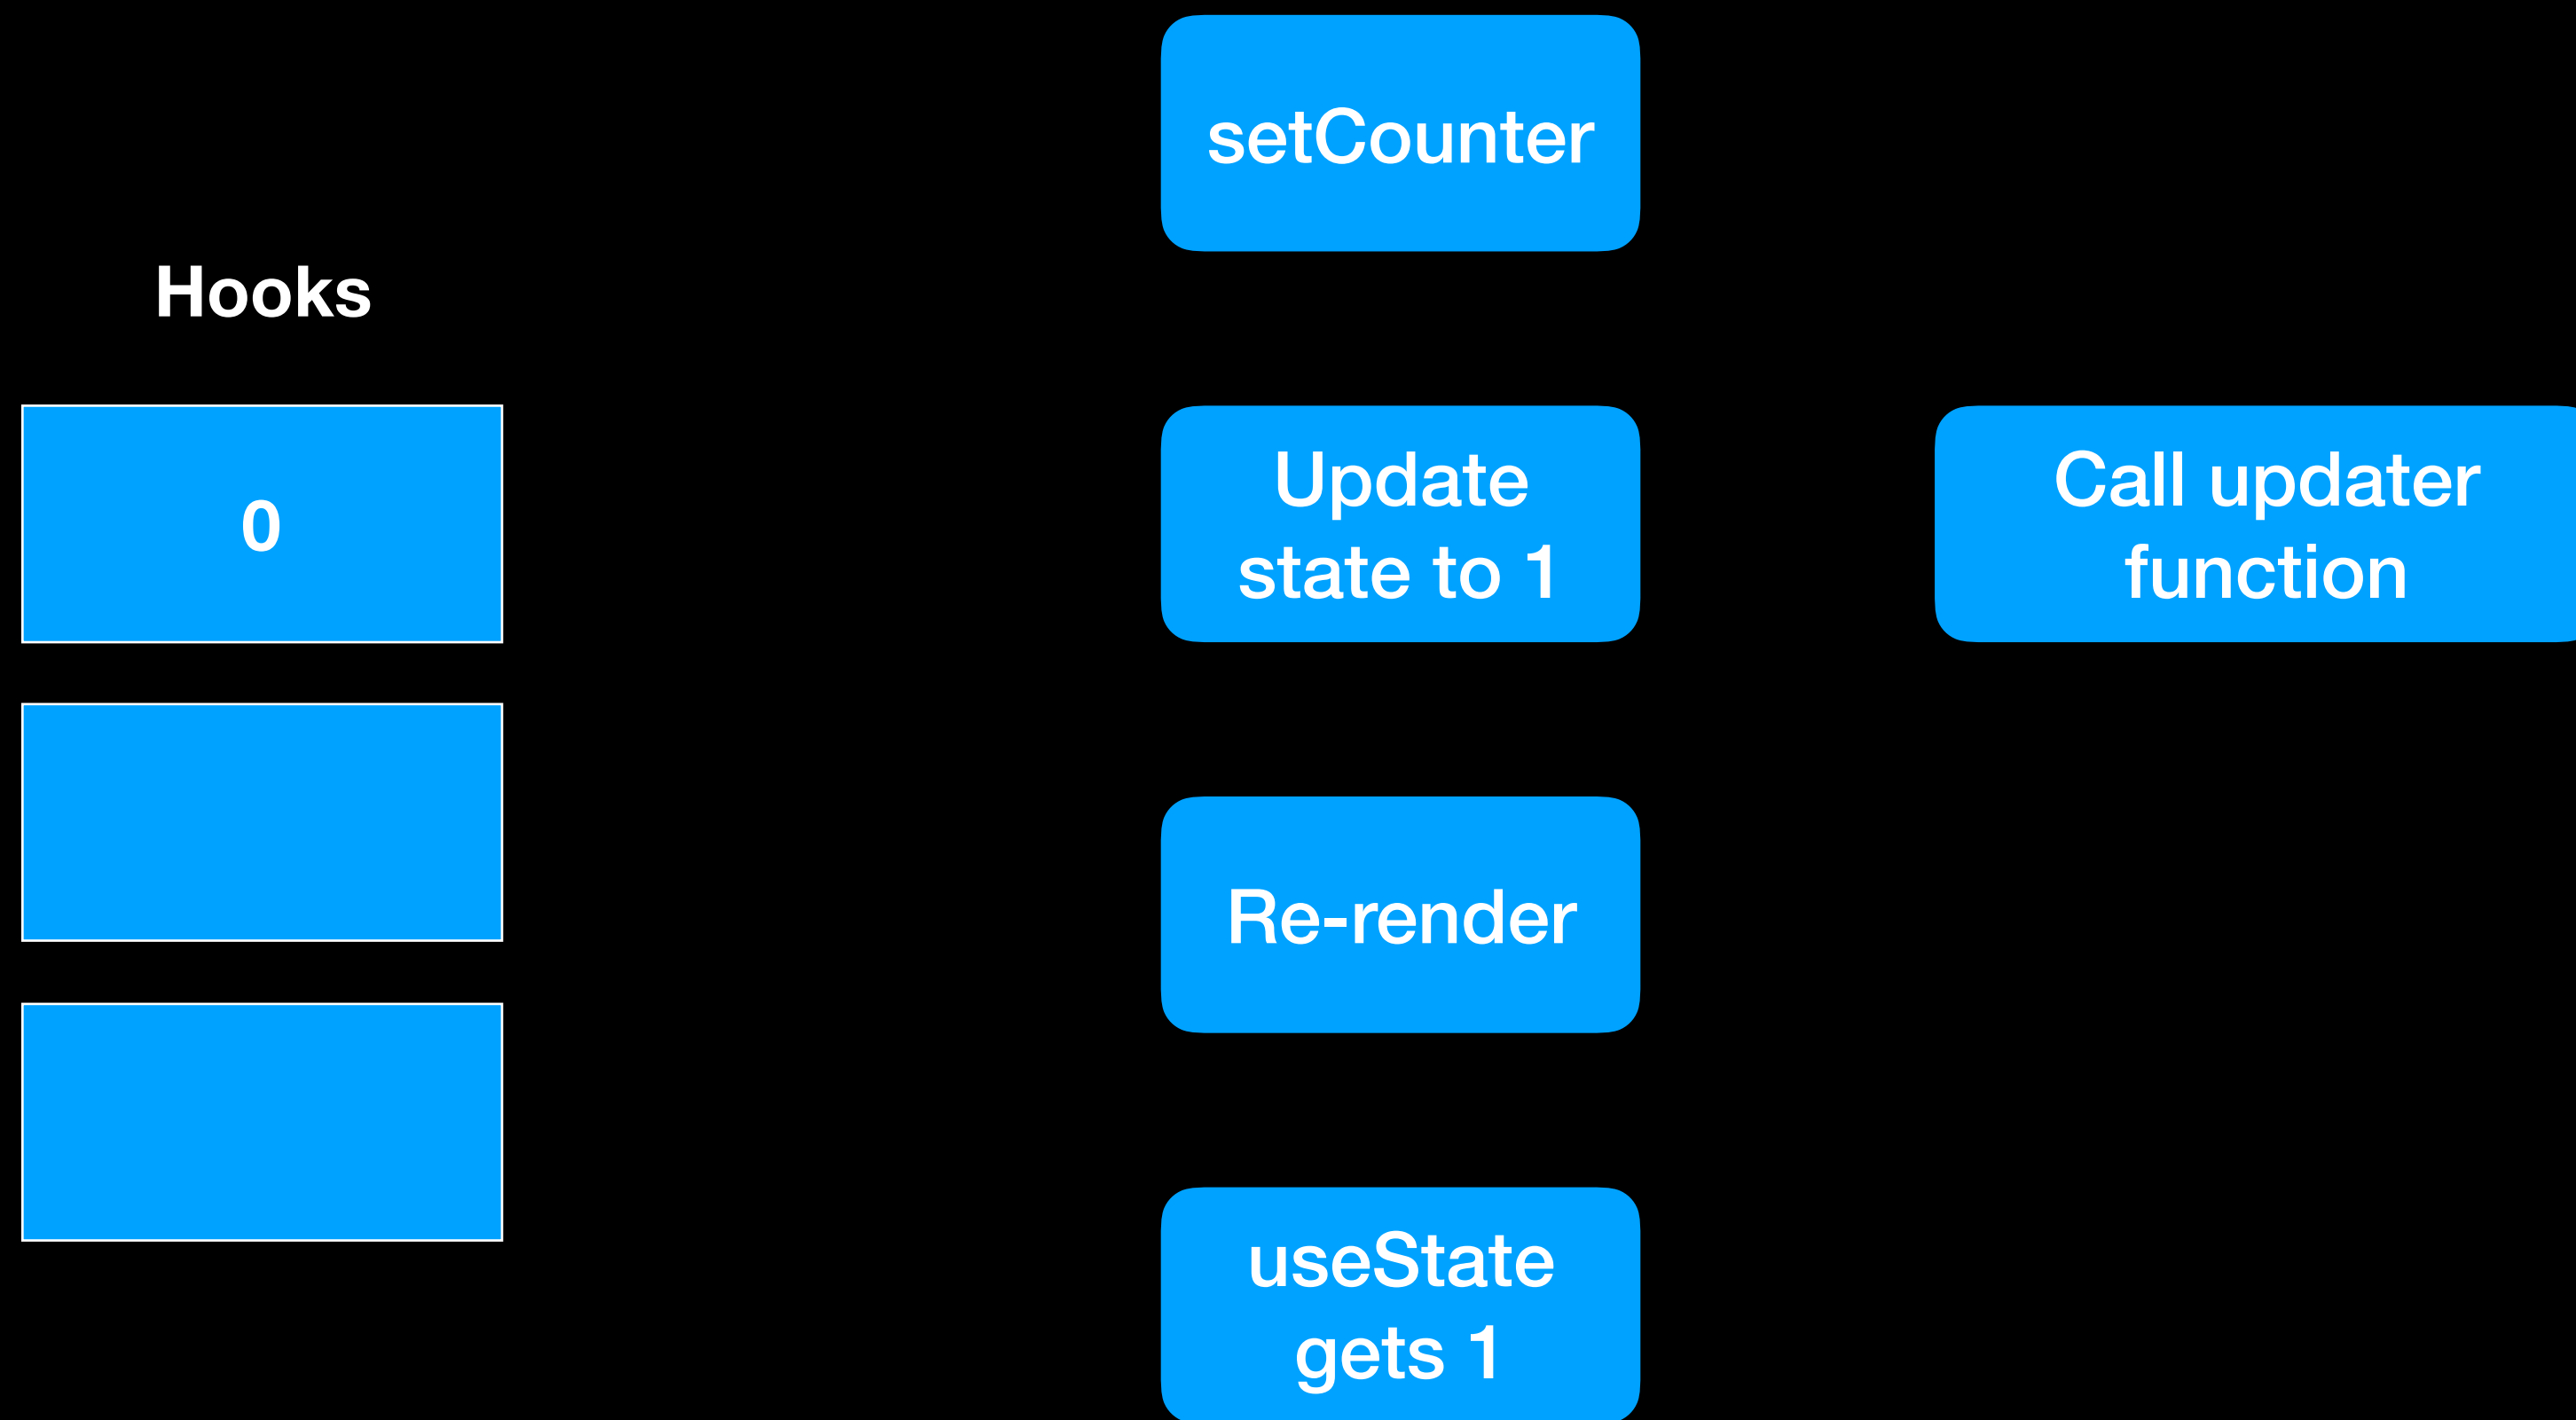 setCounter
Hooks
0
Update
state to 1
Call updater
function
Re-render
useState
gets 1